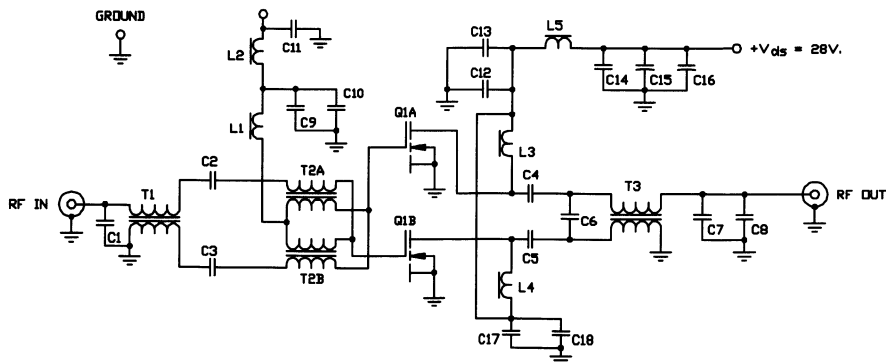 GROUND
C11
L2
C10
C9
L1
C13
C12
L5
C14 C15 C16
+Vds = 28V.
Q1A
L3
C2
T2A
C4
RF IN
T1
T3
RF OUT
C1
Q1B
C6
C7 C8
C3
C5
T2B
L4
C17 C18